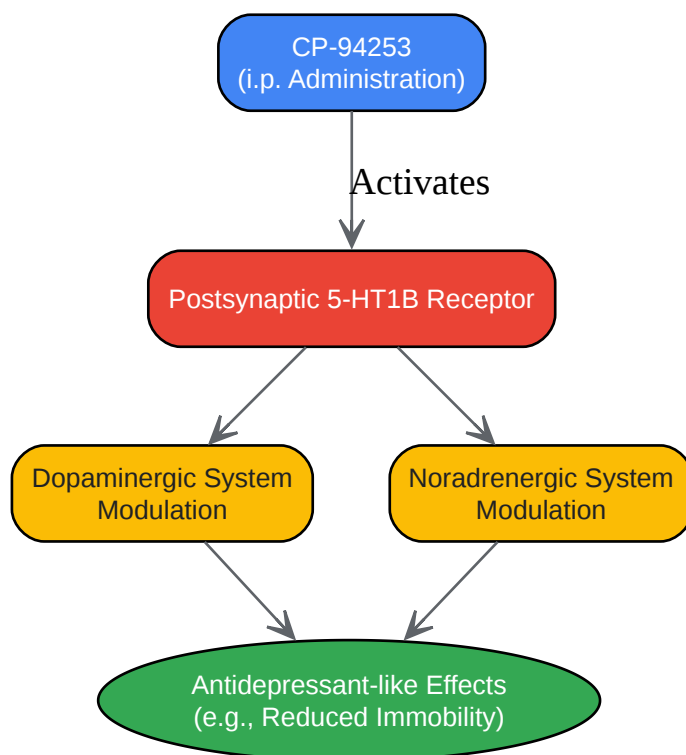 CP-94253
(i.p. Administration)
Activates
Postsynaptic 5-HT1B Receptor
Dopaminergic System
Modulation
Noradrenergic System
Modulation
Antidepressant-like Effects
(e.g., Reduced Immobility)